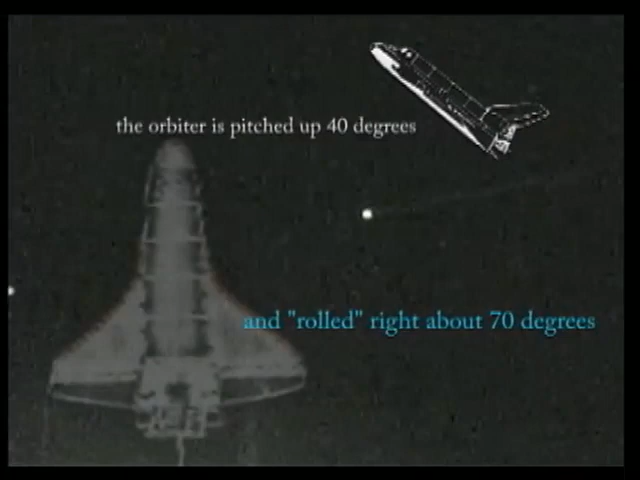 the orbiter is pitched up 40 degrees
and "rolled" right about 70 degrees